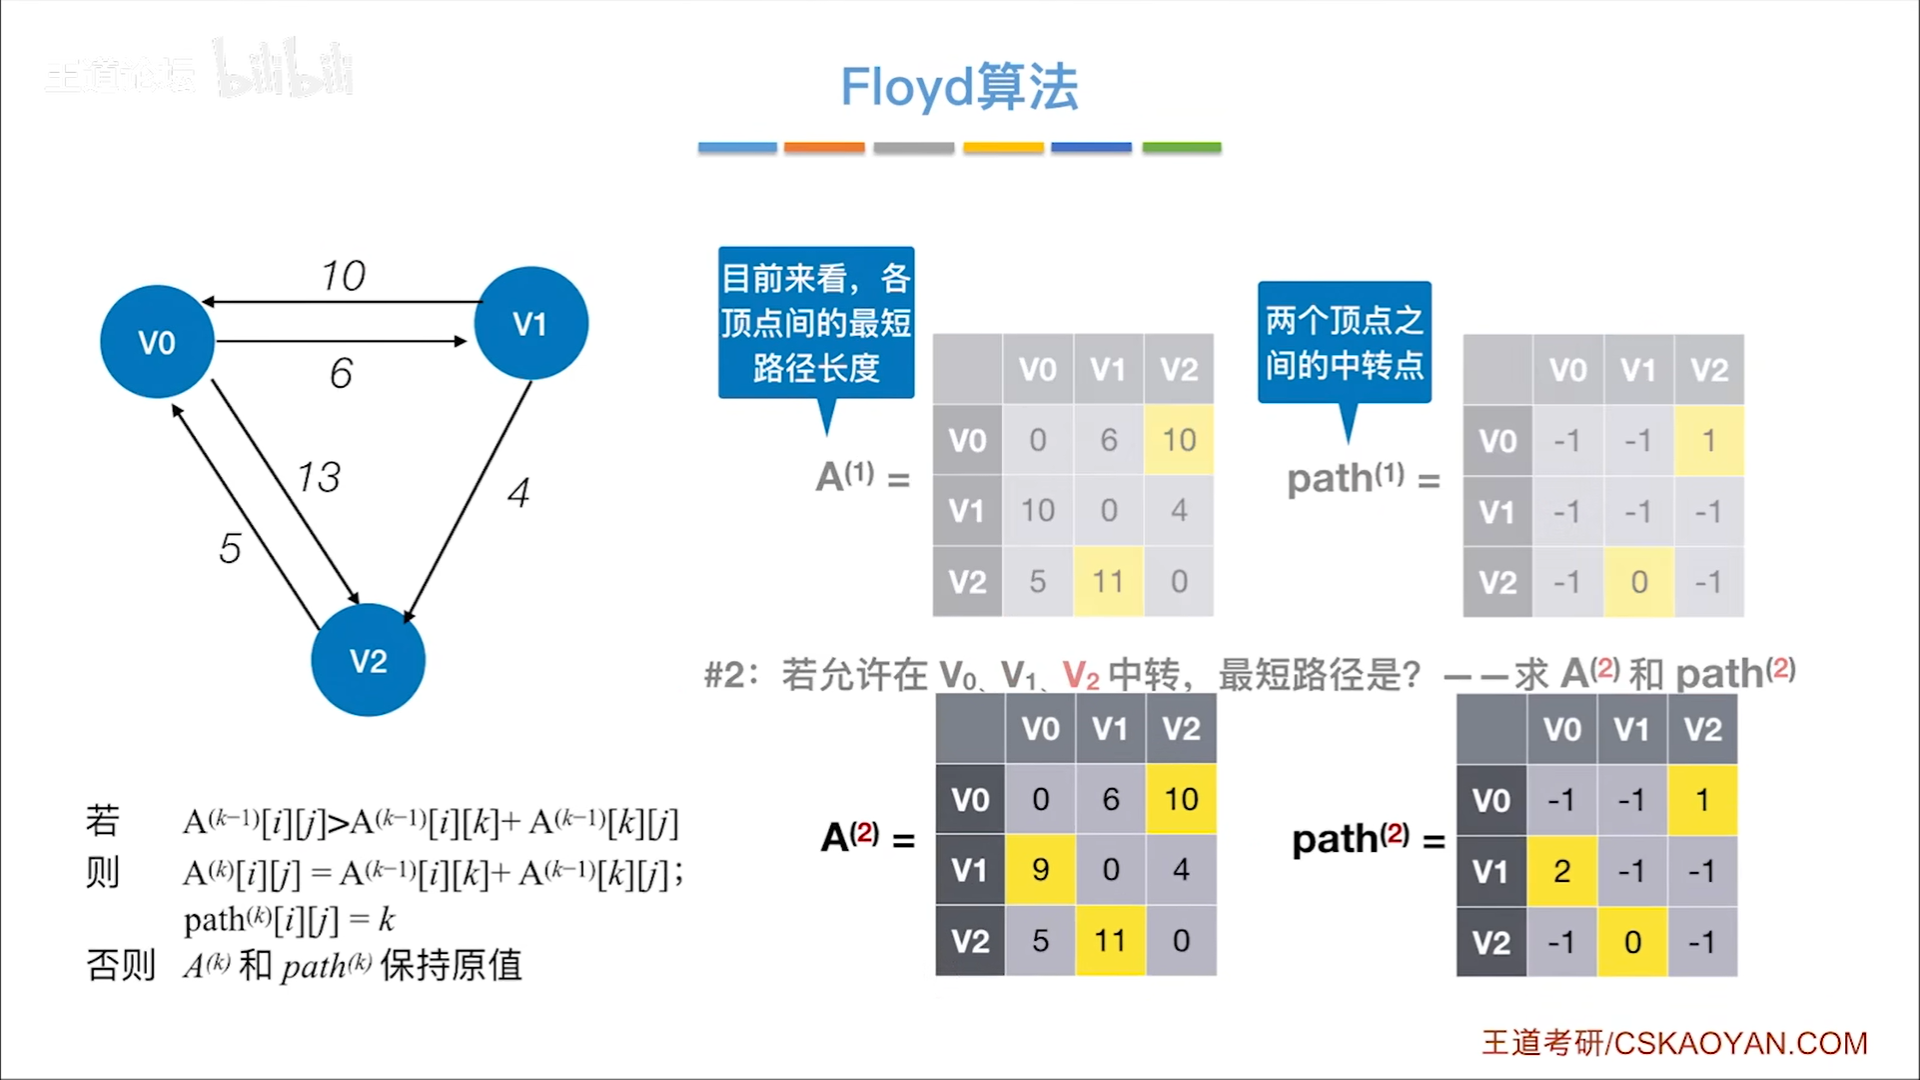 王道论坛 bilibili
Floyd算法
10
6
13
5
4
V0
V1
V2
目前来看，各
顶点间的最短
路径长度
A(1) =
V0 V1 V2
V0 0 6 10
V1 10 0 4
V2 5 11 0
两个顶点之
间的中转点
path(1) =
V0 V1 V2
V0 -1 -1 1
V1 -1 -1 -1
V2 -1 0 -1
#2：若允许在 V0、V1、V2 中转，最短路径是？——求 A(2) 和 path(2)
A(2) =
V0 V1 V2
V0 0 6 10
V1 9 0 4
V2 5 11 0
path(2) =
V0 V1 V2
V0 -1 -1 1
V1 2 -1 -1
V2 -1 0 -1
若 A(k−1)[i][j]>A(k−1)[i][k]+ A(k−1)[k][j]
则 A(k)[i][j] = A(k−1)[i][k]+ A(k−1)[k][j]；
path(k)[i][j] = k
否则 A(k) 和 path(k) 保持原值
王道考研/CSKAOYAN.COM